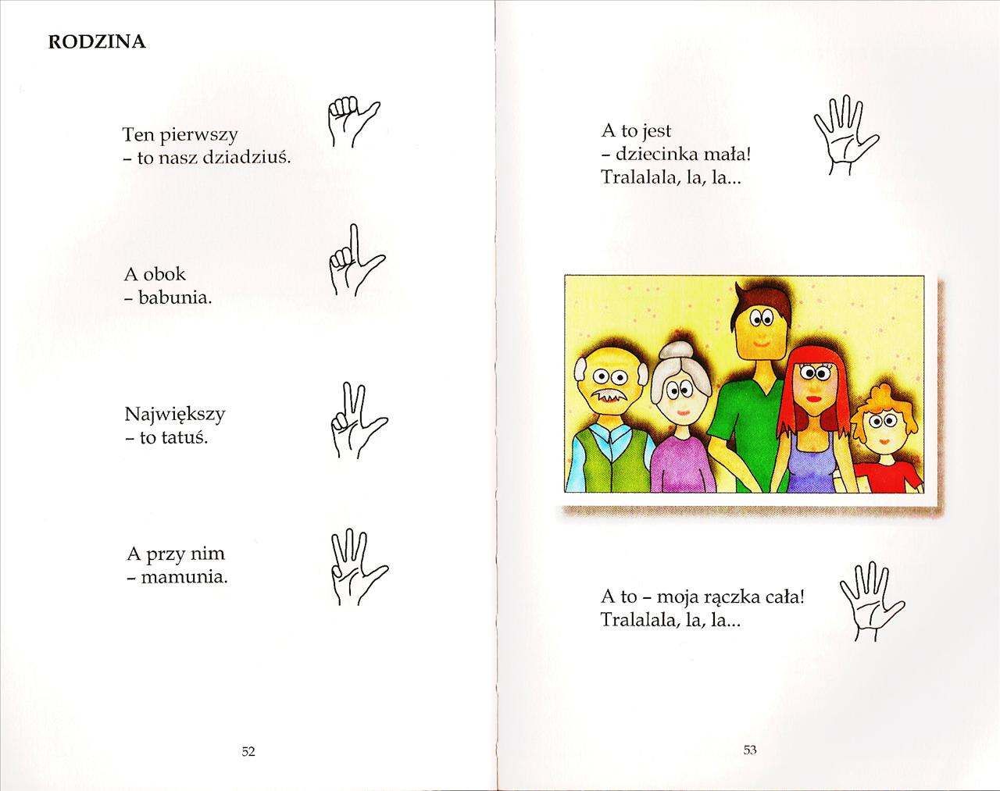 RODZINA
Ten pierwszy
– to nasz dziadziuś.
A obok
– babunia.
Największy
– to tatuś.
A przy nim
– mamunia.
52
A to jest
– dziecinka mała!
Tralalala, la, la...
A to – moja rączka cała!
Tralalala, la, la...
53